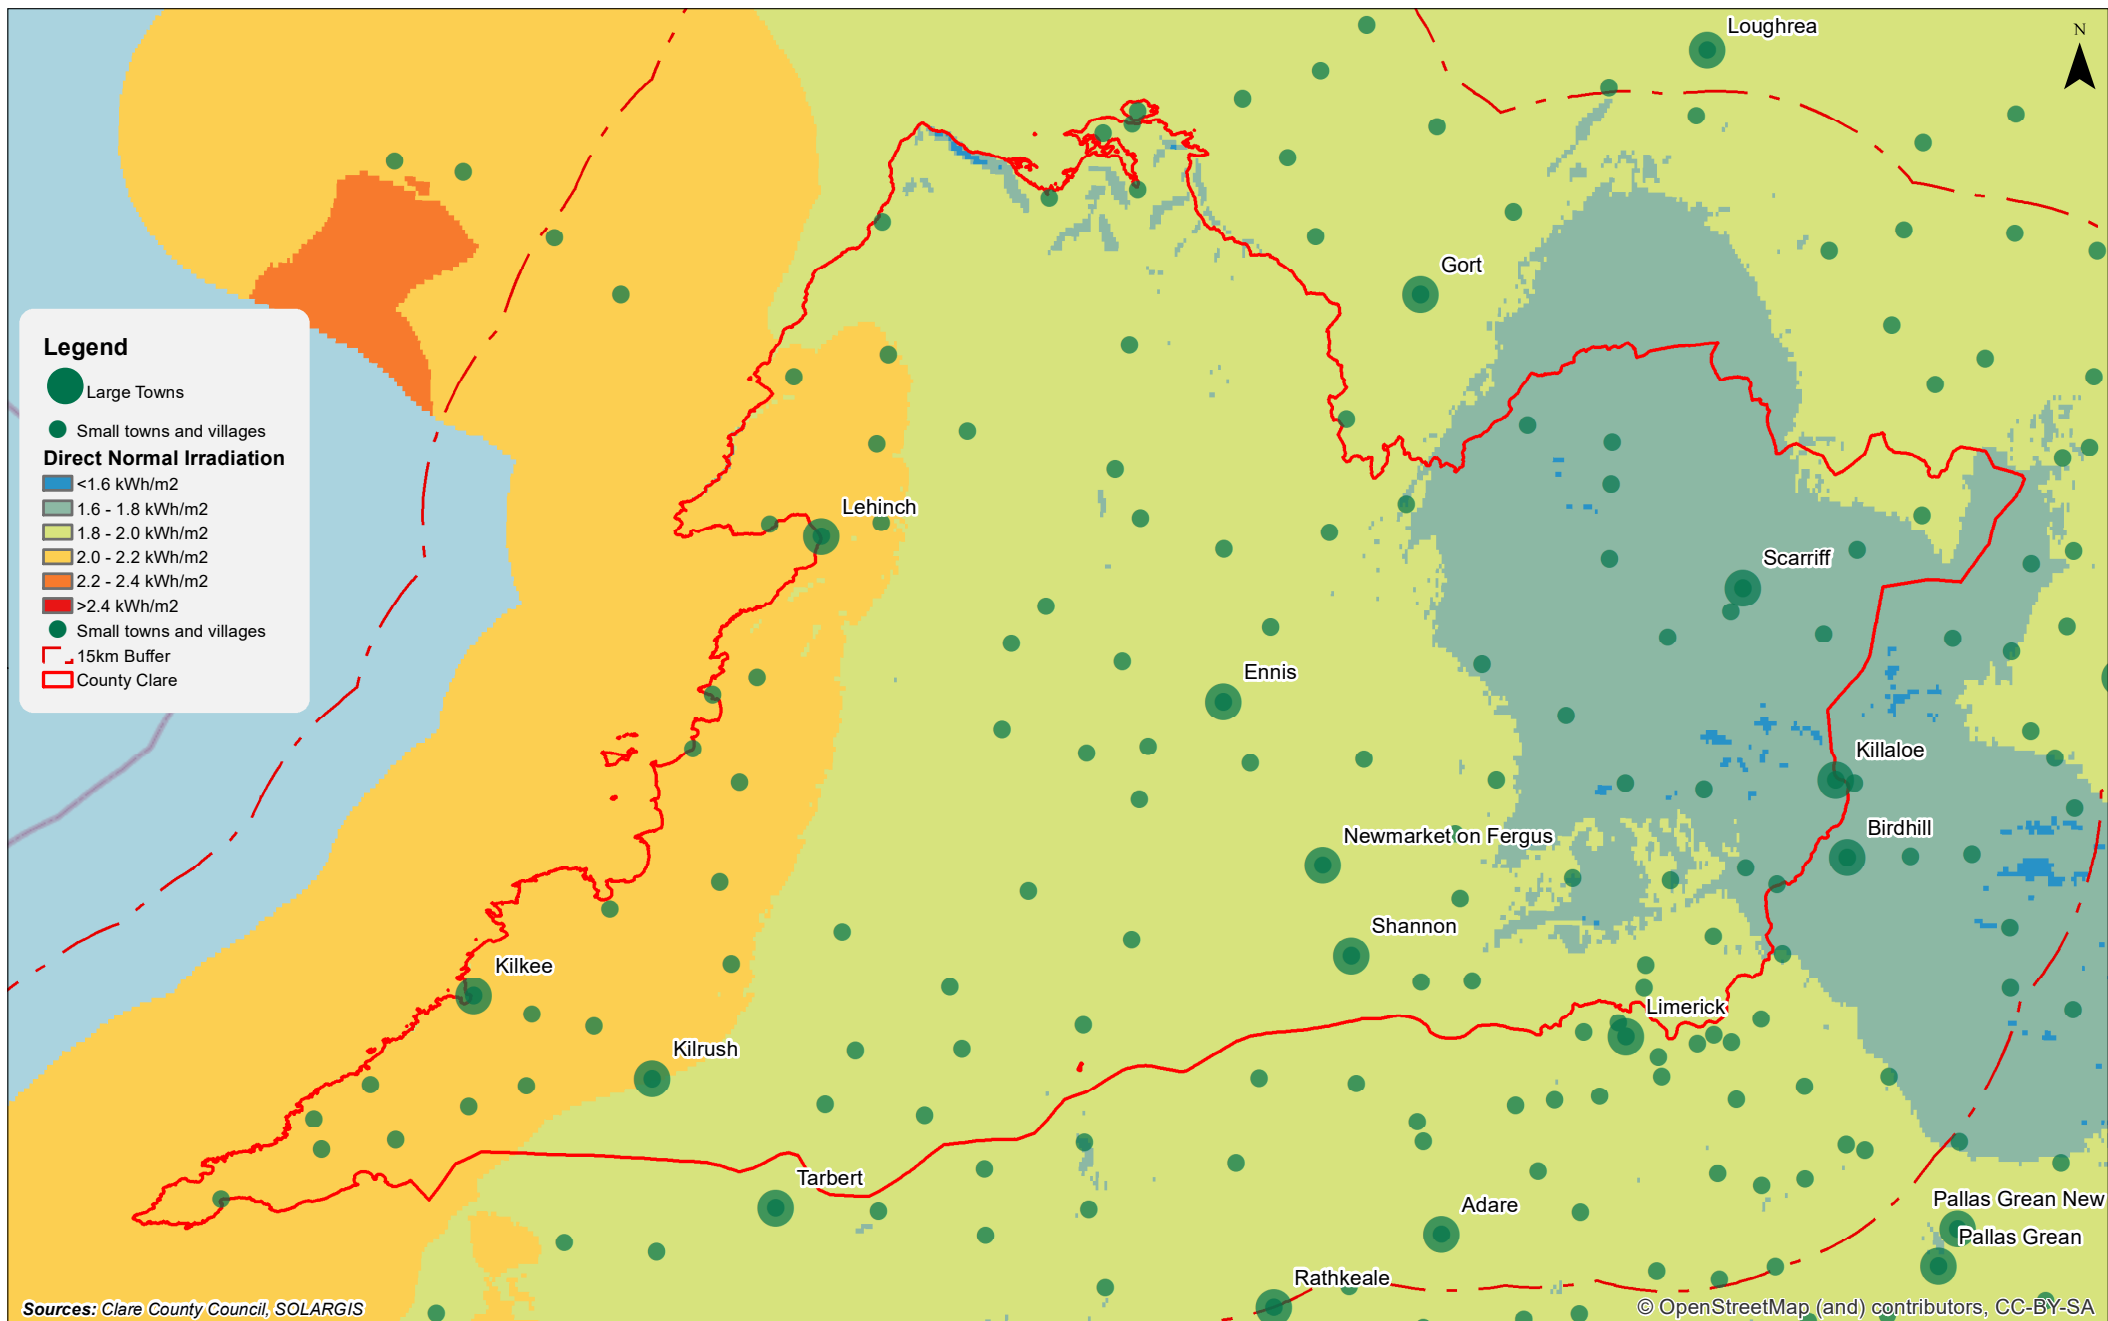 Loughrea
N
Gort
Legend
Large Towns
Small towns and villages
Direct Normal Irradiation
<1.6 kWh/m2
1.6 - 1.8 kWh/m2
1.8 - 2.0 kWh/m2
2.0 - 2.2 kWh/m2
2.2 - 2.4 kWh/m2
>2.4 kWh/m2
Small towns and villages
15km Buffer
County Clare
Lehinch
Scarriff
Ennis
Killaloe
Birdhill
Newmarket on Fergus
Shannon
Kilkee
Limerick
Kilrush
Tarbert
Adare
Pallas Grean New
Pallas Grean
Rathkeale
Sources: Clare County Council, SOLARGIS
© OpenStreetMap (and) contributors, CC-BY-SA